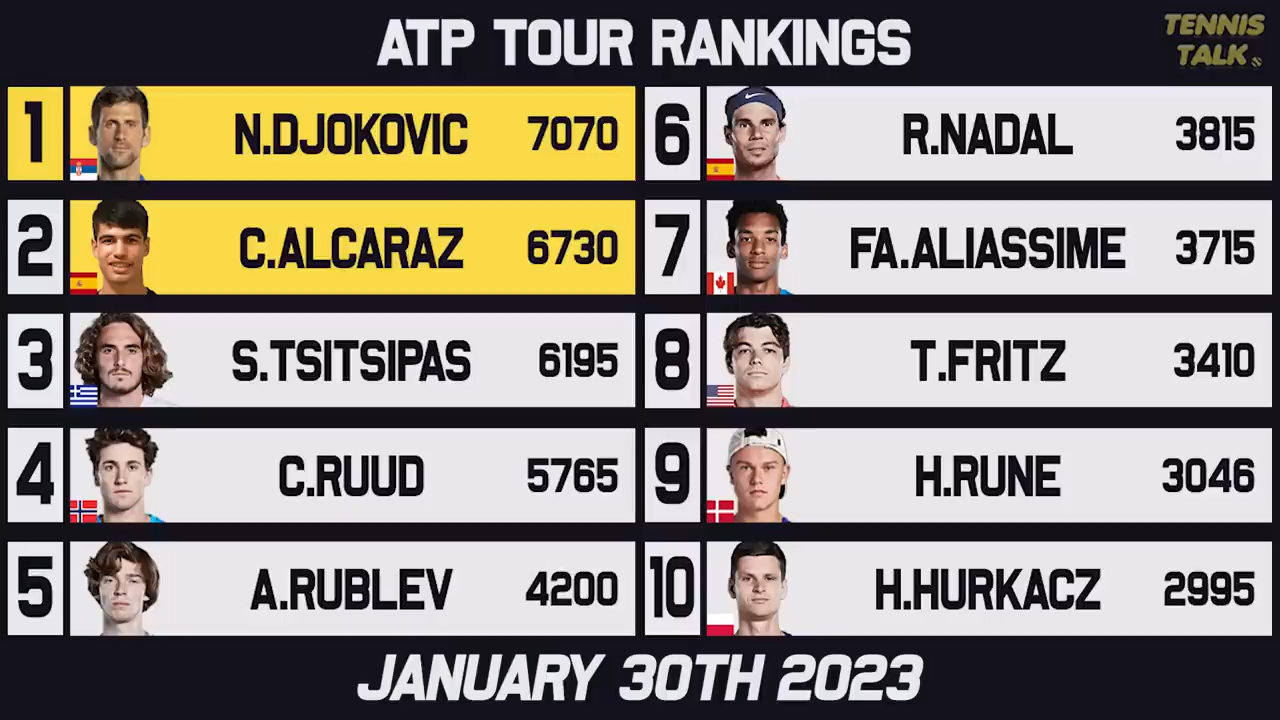 ATP TOUR RANKINGS
TENNIS
TALK
1 N.DJOKOVIC 7070
2 C.ALCARAZ 6730
3 S.TSITSIPAS 6195
4 C.RUUD 5765
5 A.RUBLEV 4200
6 R.NADAL 3815
7 FA.ALIASSIME 3715
8 T.FRITZ 3410
9 H.RUNE 3046
10 H.HURKACZ 2995
JANUARY 30TH 2023